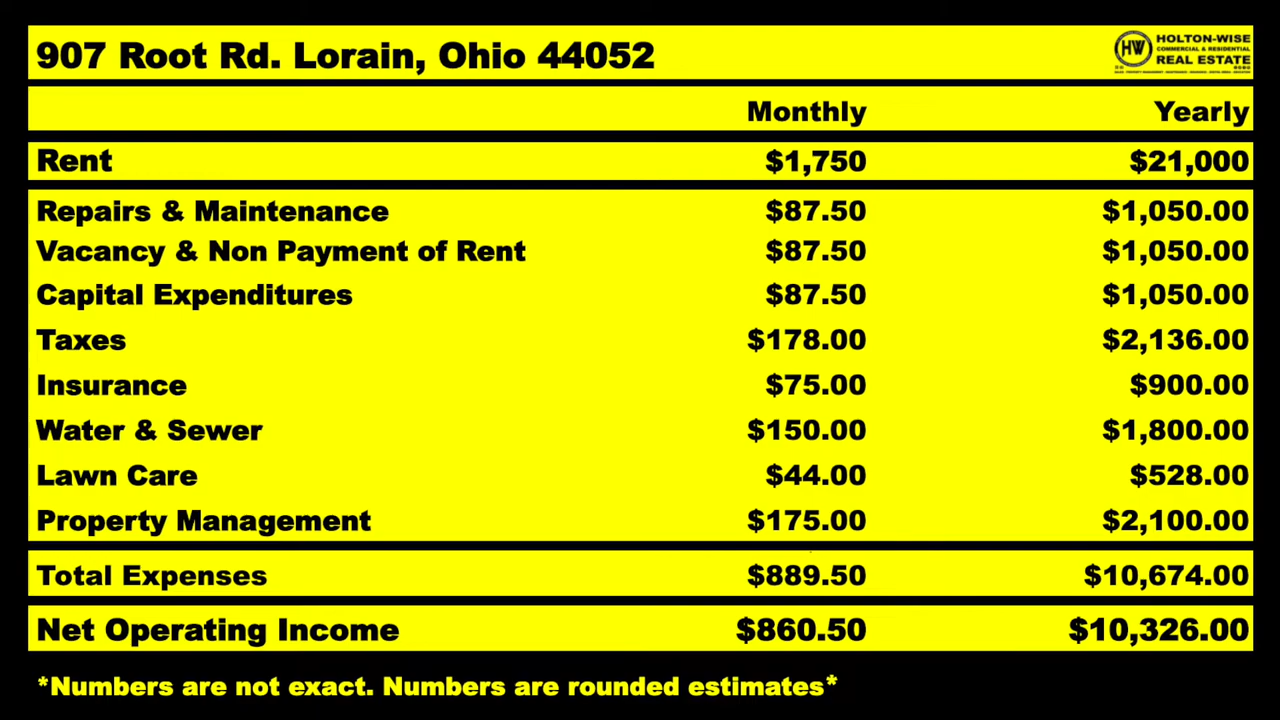 907 Root Rd. Lorain, Ohio 44052
HW
HOLTON-WISE
COMMERCIAL & RESIDENTIAL
REAL ESTATE
Monthly Yearly
Rent $1,750 $21,000
Repairs & Maintenance $87.50 $1,050.00
Vacancy & Non Payment of Rent $87.50 $1,050.00
Capital Expenditures $87.50 $1,050.00
Taxes $178.00 $2,136.00
Insurance $75.00 $900.00
Water & Sewer $150.00 $1,800.00
Lawn Care $44.00 $528.00
Property Management $175.00 $2,100.00
Total Expenses $889.50 $10,674.00
Net Operating Income $860.50 $10,326.00
*Numbers are not exact. Numbers are rounded estimates*